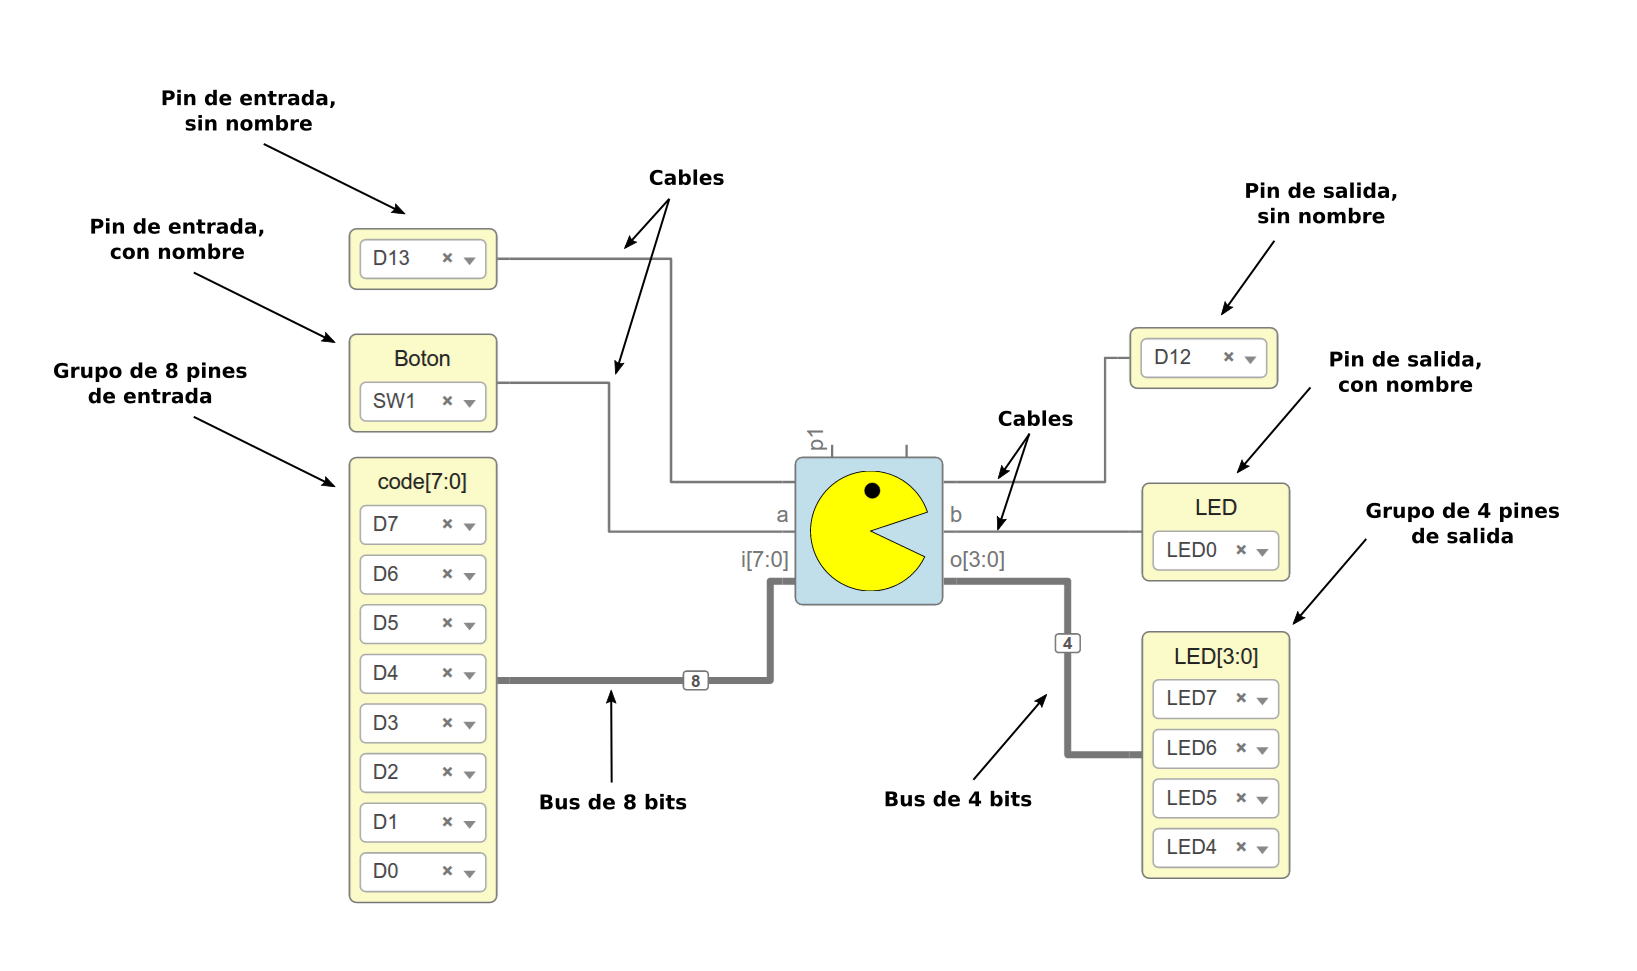 Pin de entrada,
sin nombre
Pin de entrada,
con nombre
Grupo de 8 pines
de entrada
Cables
D13 ×
Boton
SW1 ×
code[7:0]
D7 ×
D6 ×
D5 ×
D4 ×
D3 ×
D2 ×
D1 ×
D0 ×
8
Bus de 8 bits
p1
a
i[7:0]
b
o[3:0]
Cables
4
Bus de 4 bits
Pin de salida,
sin nombre
D12 ×
Pin de salida,
con nombre
LED
LED0 ×
Grupo de 4 pines
de salida
LED[3:0]
LED7 ×
LED6 ×
LED5 ×
LED4 ×